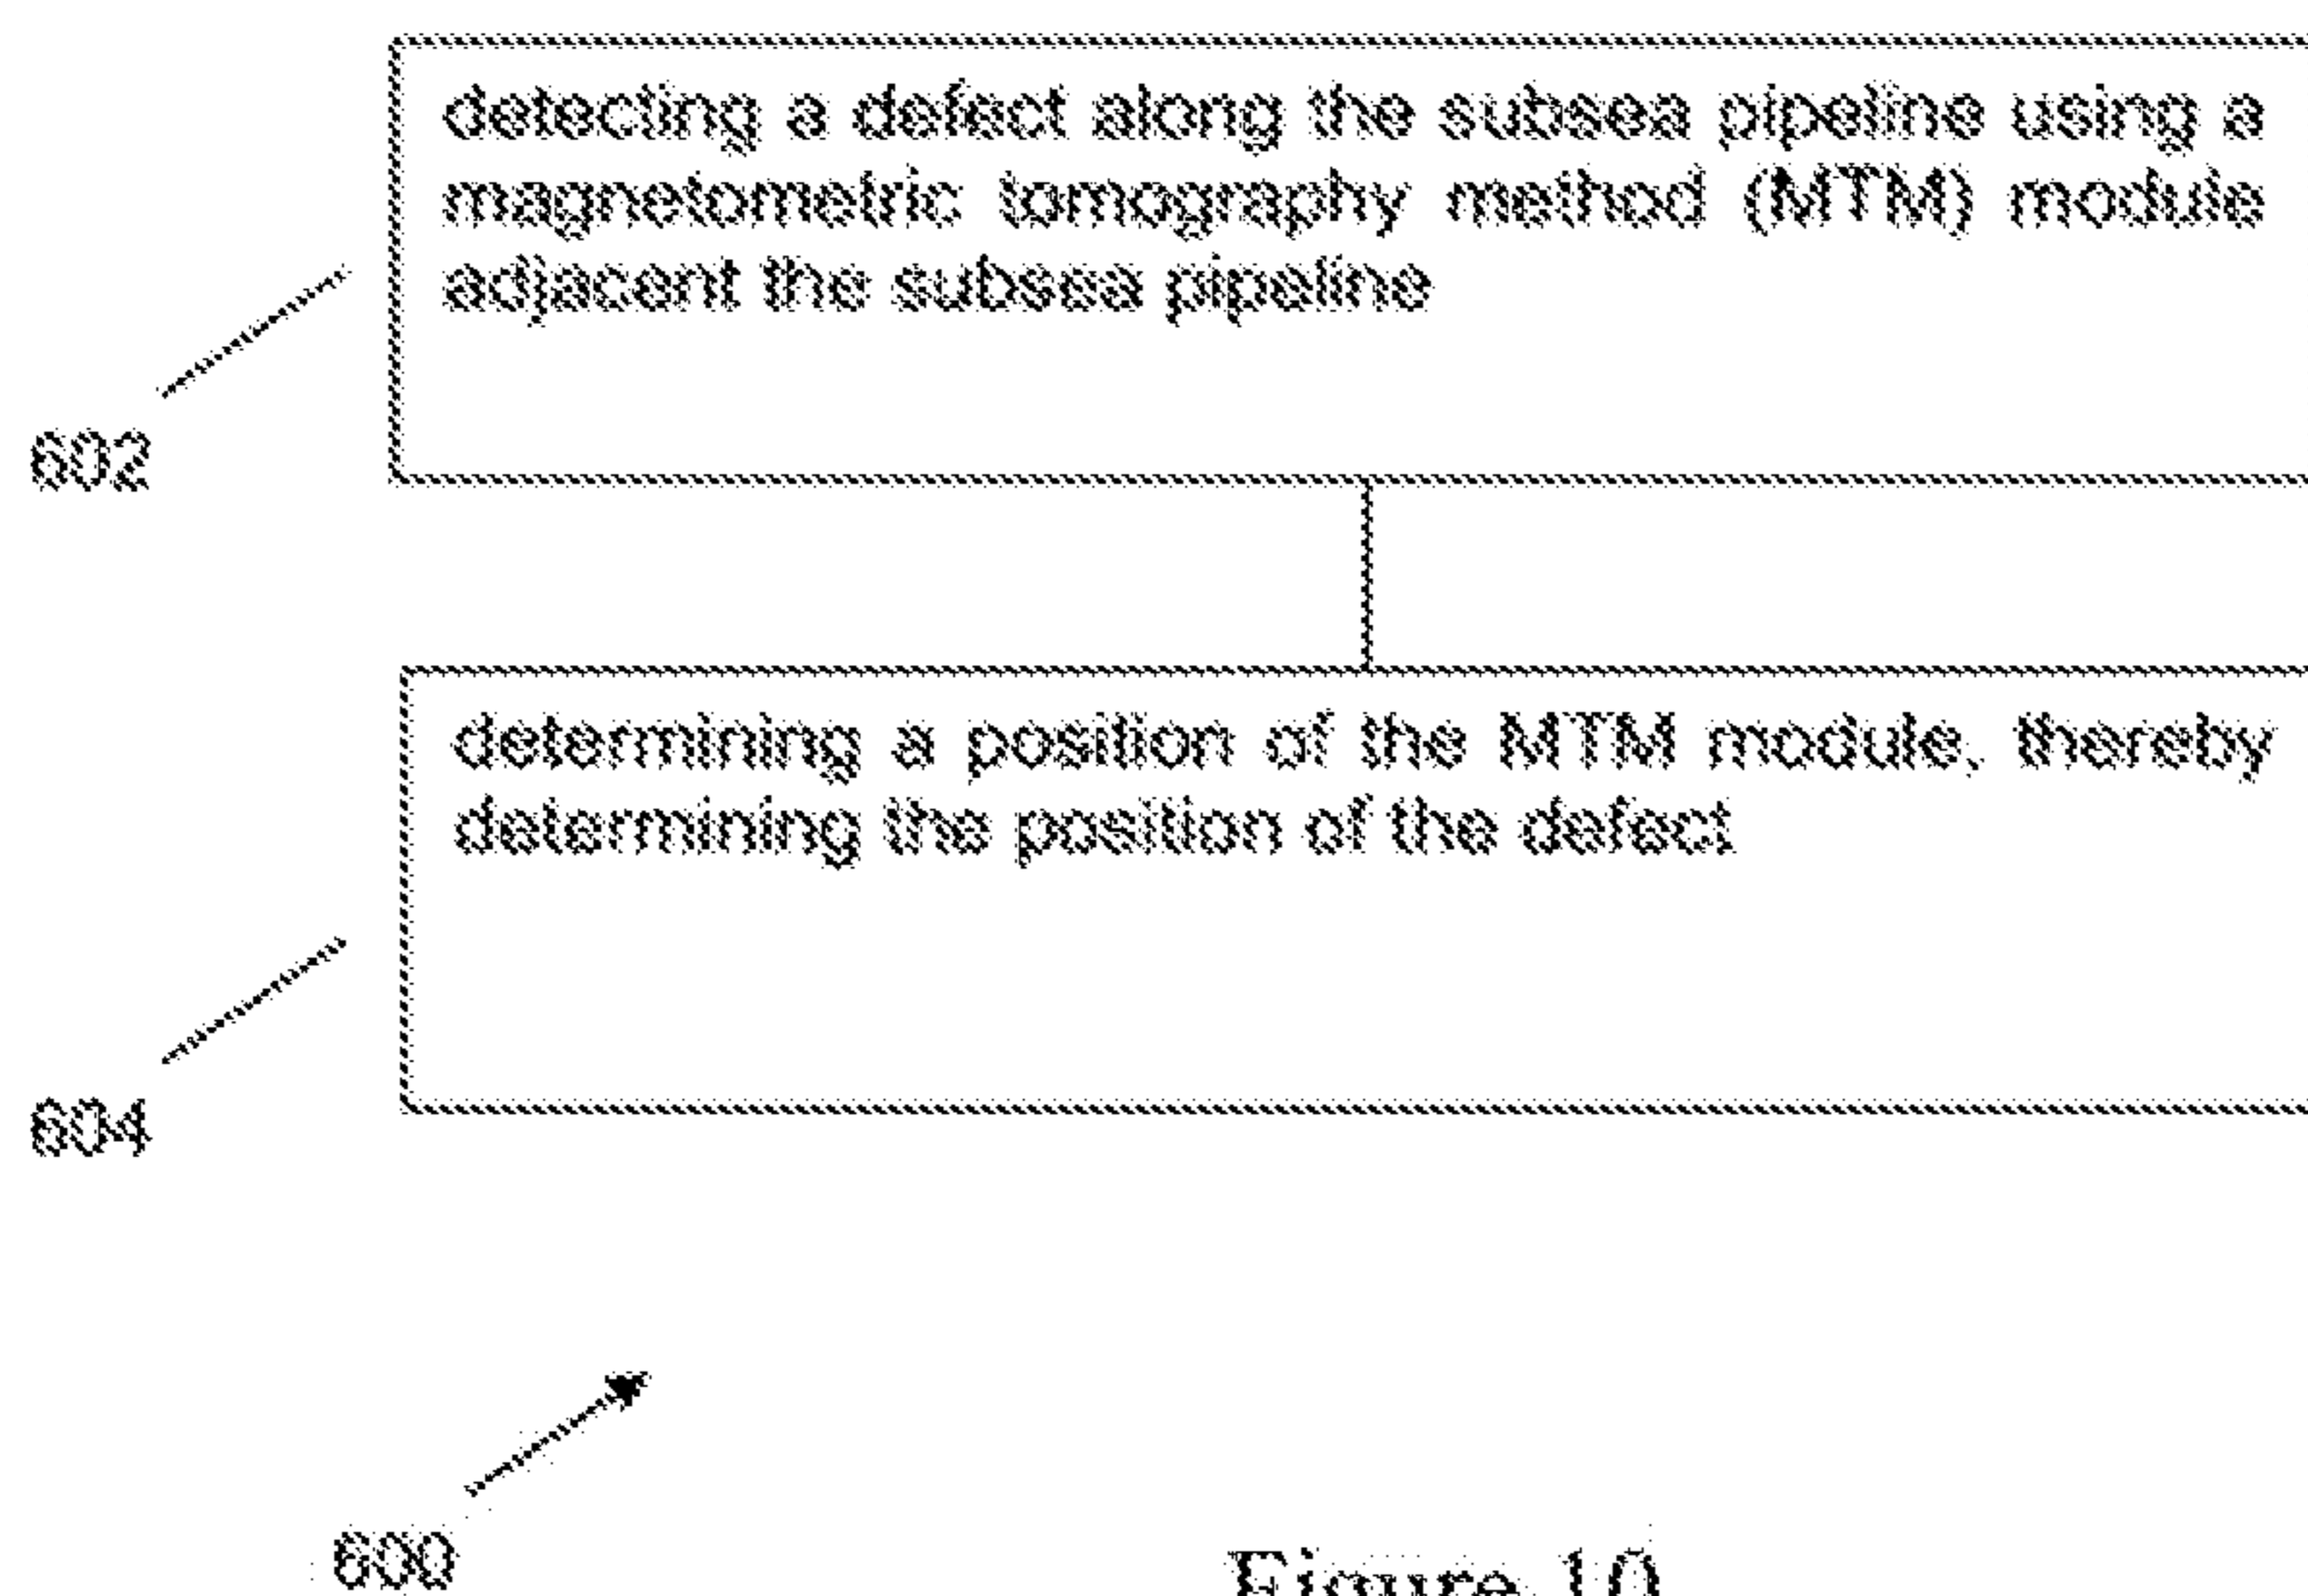 detecting a defect along the subsea pipeline using a
magnetometric tomography method (MTM) module
adjacent the subsea pipeline
602
determining a position of the MTM module, thereby
determining the position of the defect
604
600
Figure 10